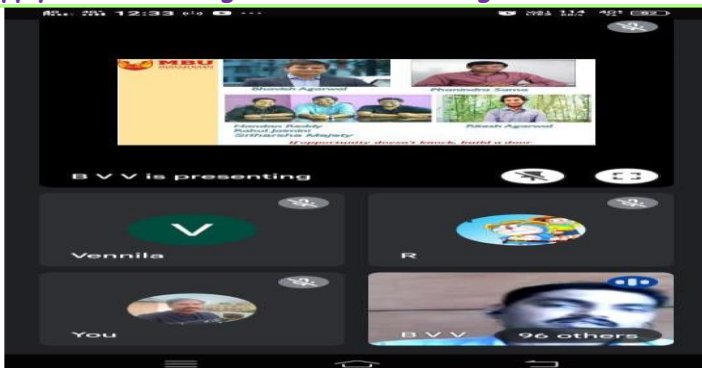 12:33
MBU
Bhavish Agarwal
Phanindra Sama
Nandan Reddy
Rahul Jaimini
Sriharsha Majety
Ritesh Agarwal
If opportunity doesn't knock, build a door
B V V is presenting
V
Vennila
R
You
B V V
96 others